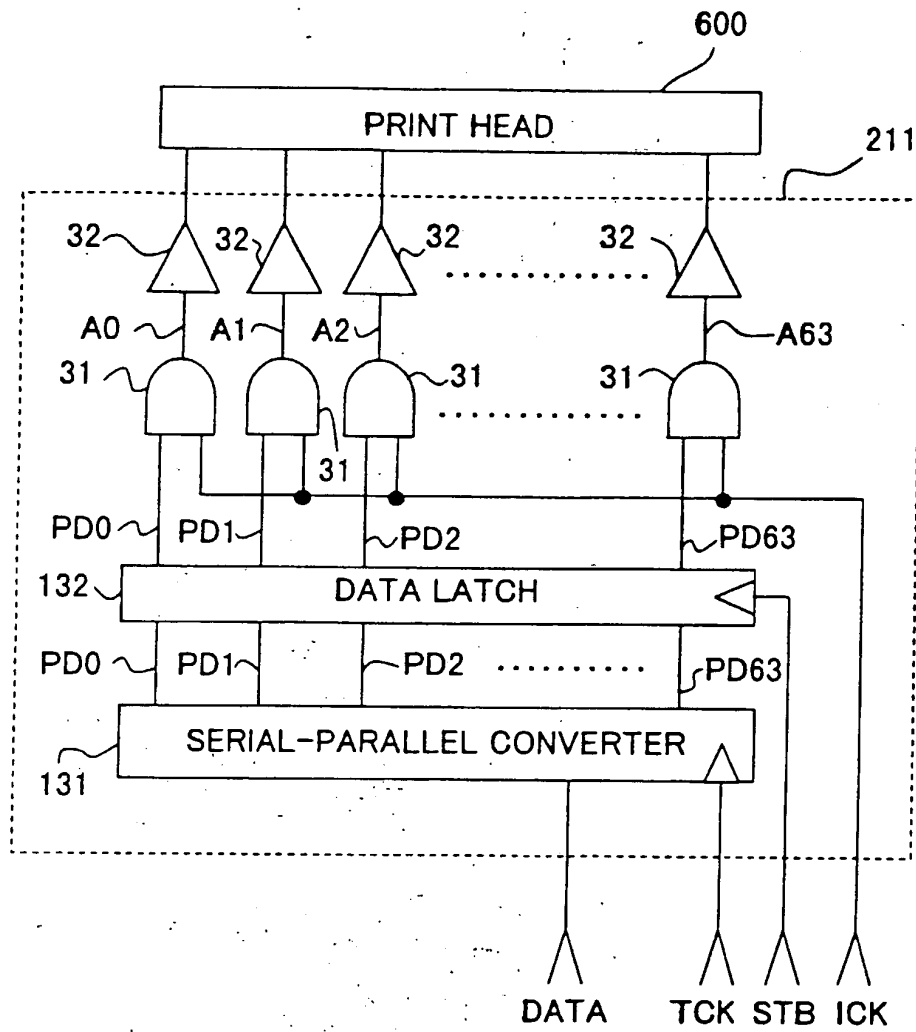 600
PRINT HEAD
211
32 32 32 32
A0 A1 A2 A63
31 31 31
31
PD0 PD1 PD2 PD63
132 DATA LATCH
PD0 PD1 PD2 PD63
SERIAL-PARALLEL CONVERTER
131
DATA TCK STB ICK